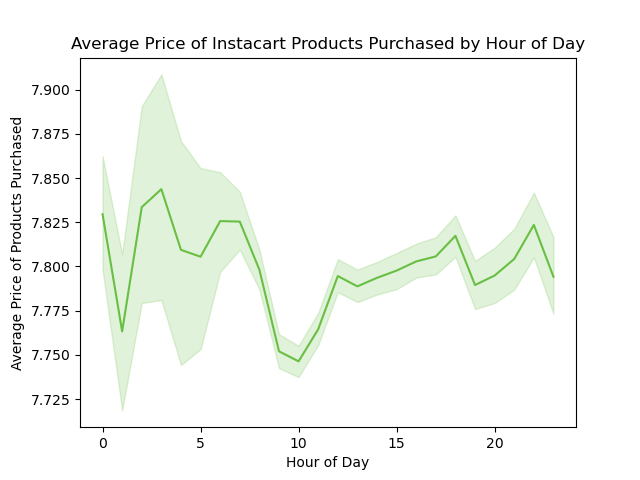 Average Price of Instacart Products Purchased by Hour of Day
Average Price of Products Purchased
7.900
7.875
7.850
7.825
7.800
7.775
7.750
7.725
0 5 10 15 20
Hour of Day